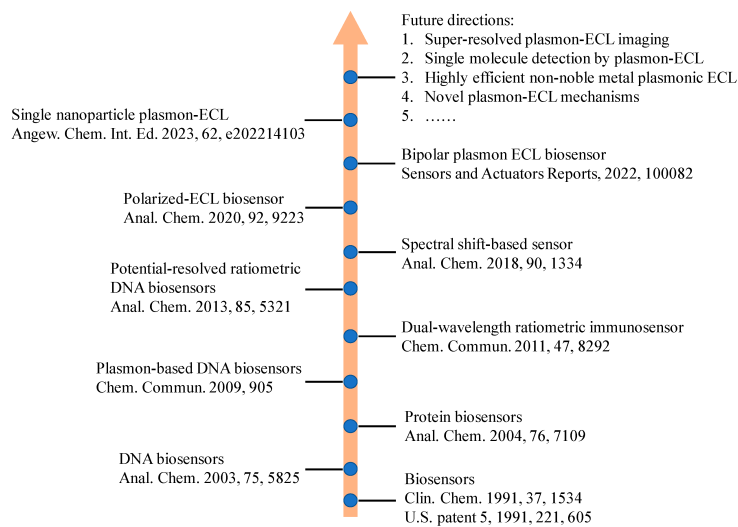 Future directions:
1. Super-resolved plasmon-ECL imaging
2. Single molecule detection by plasmon-ECL
3. Highly efficient non-noble metal plasmonic ECL
4. Novel plasmon-ECL mechanisms
5. ……
Single nanoparticle plasmon-ECL
Angew. Chem. Int. Ed. 2023, 62, e202214103
Bipolar plasmon ECL biosensor
Sensors and Actuators Reports, 2022, 100082
Polarized-ECL biosensor
Anal. Chem. 2020, 92, 9223
Spectral shift-based sensor
Anal. Chem. 2018, 90, 1334
Potential-resolved ratiometric
DNA biosensors
Anal. Chem. 2013, 85, 5321
Dual-wavelength ratiometric immunosensor
Chem. Commun. 2011, 47, 8292
Plasmon-based DNA biosensors
Chem. Commun. 2009, 905
Protein biosensors
Anal. Chem. 2004, 76, 7109
DNA biosensors
Anal. Chem. 2003, 75, 5825
Biosensors
Clin. Chem. 1991, 37, 1534
U.S. patent 5, 1991, 221, 605